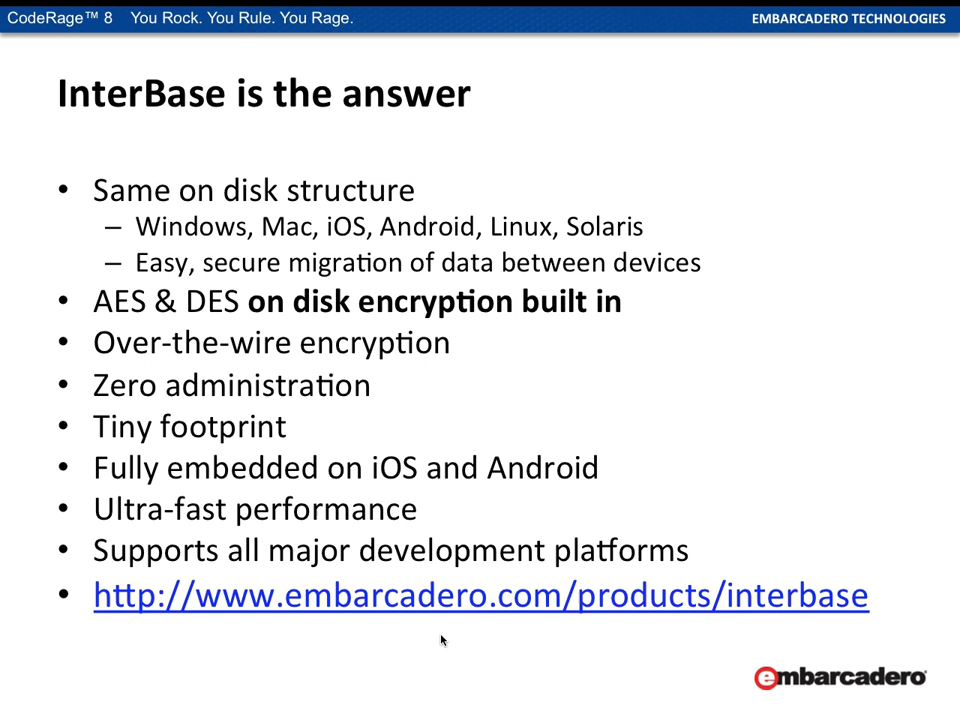 CodeRage™ 8 You Rock. You Rule. You Rage. EMBARCADERO TECHNOLOGIES
InterBase is the answer
• Same on disk structure
– Windows, Mac, iOS, Android, Linux, Solaris
– Easy, secure migration of data between devices
• AES & DES on disk encryption built in
• Over-the-wire encryption
• Zero administration
• Tiny footprint
• Fully embedded on iOS and Android
• Ultra-fast performance
• Supports all major development platforms
• http://www.embarcadero.com/products/interbase
embarcadero